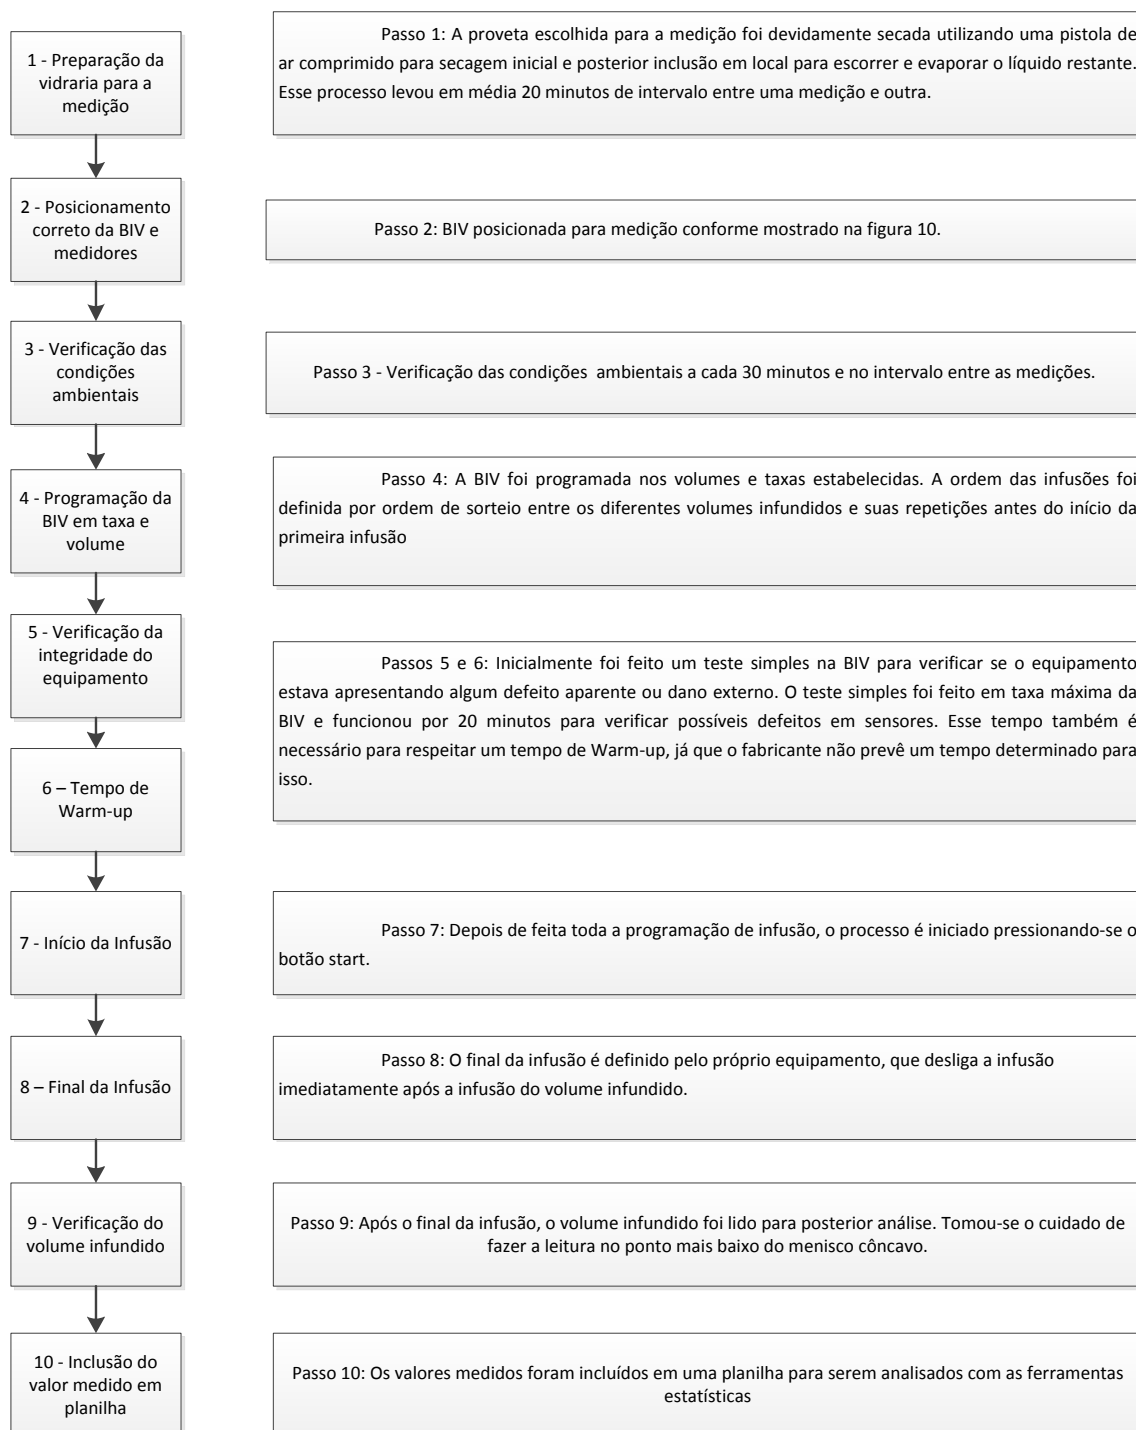 1 - Preparação da
vidraria para a
medição
Passo 1: A proveta escolhida para a medição foi devidamente secada utilizando uma pistola de
ar comprimido para secagem inicial e posterior inclusão em local para escorrer e evaporar o líquido restante.
Esse processo levou em média 20 minutos de intervalo entre uma medição e outra.
2 - Posicionamento
correto da BIV e
medidores
Passo 2: BIV posicionada para medição conforme mostrado na figura 10.
3 - Verificação das
condições
ambientais
Passo 3 - Verificação das condições  ambientais a cada 30 minutos e no intervalo entre as medições.
4 - Programação da
BIV em taxa e
volume
Passo 4: A BIV foi programada nos volumes e taxas estabelecidas. A ordem das infusões foi
definida por ordem de sorteio entre os diferentes volumes infundidos e suas repetições antes do início da
primeira infusão
5 - Verificação da
integridade do
equipamento
6 – Tempo de
Warm-up
Passos 5 e 6: Inicialmente foi feito um teste simples na BIV para verificar se o equipamento
estava apresentando algum defeito aparente ou dano externo. O teste simples foi feito em taxa máxima da
BIV e funcionou por 20 minutos para verificar possíveis defeitos em sensores. Esse tempo também é
necessário para respeitar um tempo de Warm-up, já que o fabricante não prevê um tempo determinado para
isso.
7 - Início da Infusão
Passo 7: Depois de feita toda a programação de infusão, o processo é iniciado pressionando-se o
botão start.
8 – Final da Infusão
Passo 8: O final da infusão é definido pelo próprio equipamento, que desliga a infusão
imediatamente após a infusão do volume infundido.
9 - Verificação do
volume infundido
Passo 9: Após o final da infusão, o volume infundido foi lido para posterior análise. Tomou-se o cuidado de
fazer a leitura no ponto mais baixo do menisco côncavo.
10 - Inclusão do
valor medido em
planilha
Passo 10: Os valores medidos foram incluídos em uma planilha para serem analisados com as ferramentas
estatísticas